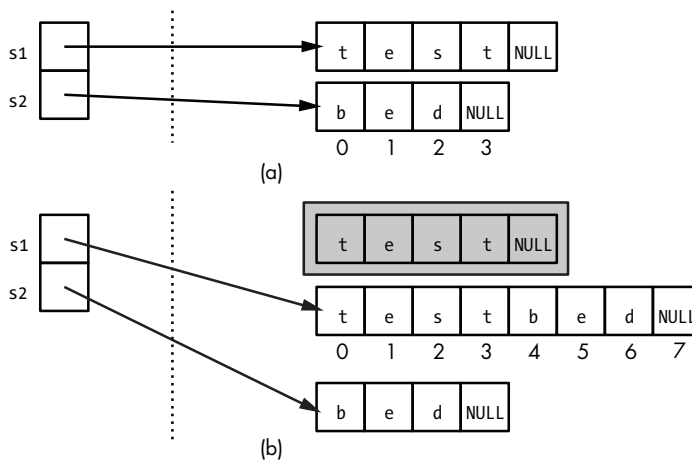 s1 t e s t NULL
s2 b e d NULL
0 1 2 3
(a)
t e s t NULL
s1
s2 t e s t b e d NULL
0 1 2 3 4 5 6 7
b e d NULL
(b)